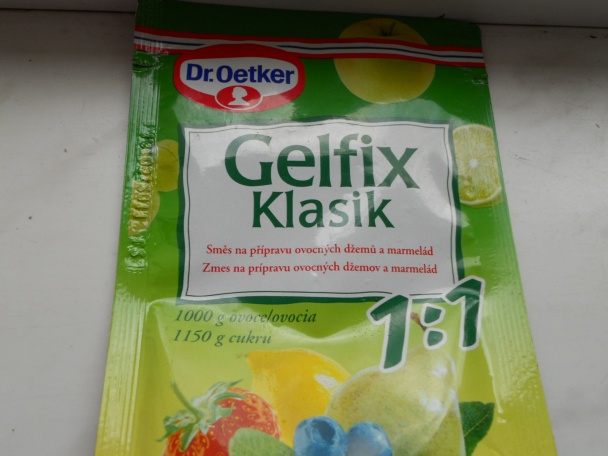 Dr. Oetker
Gelfix
Klasik
Směs na přípravu ovocných džemů a marmelád
Zmes na prípravu ovocných džemov a marmelád
1:1
1000 g ovoce/ovocia
1150 g cukru